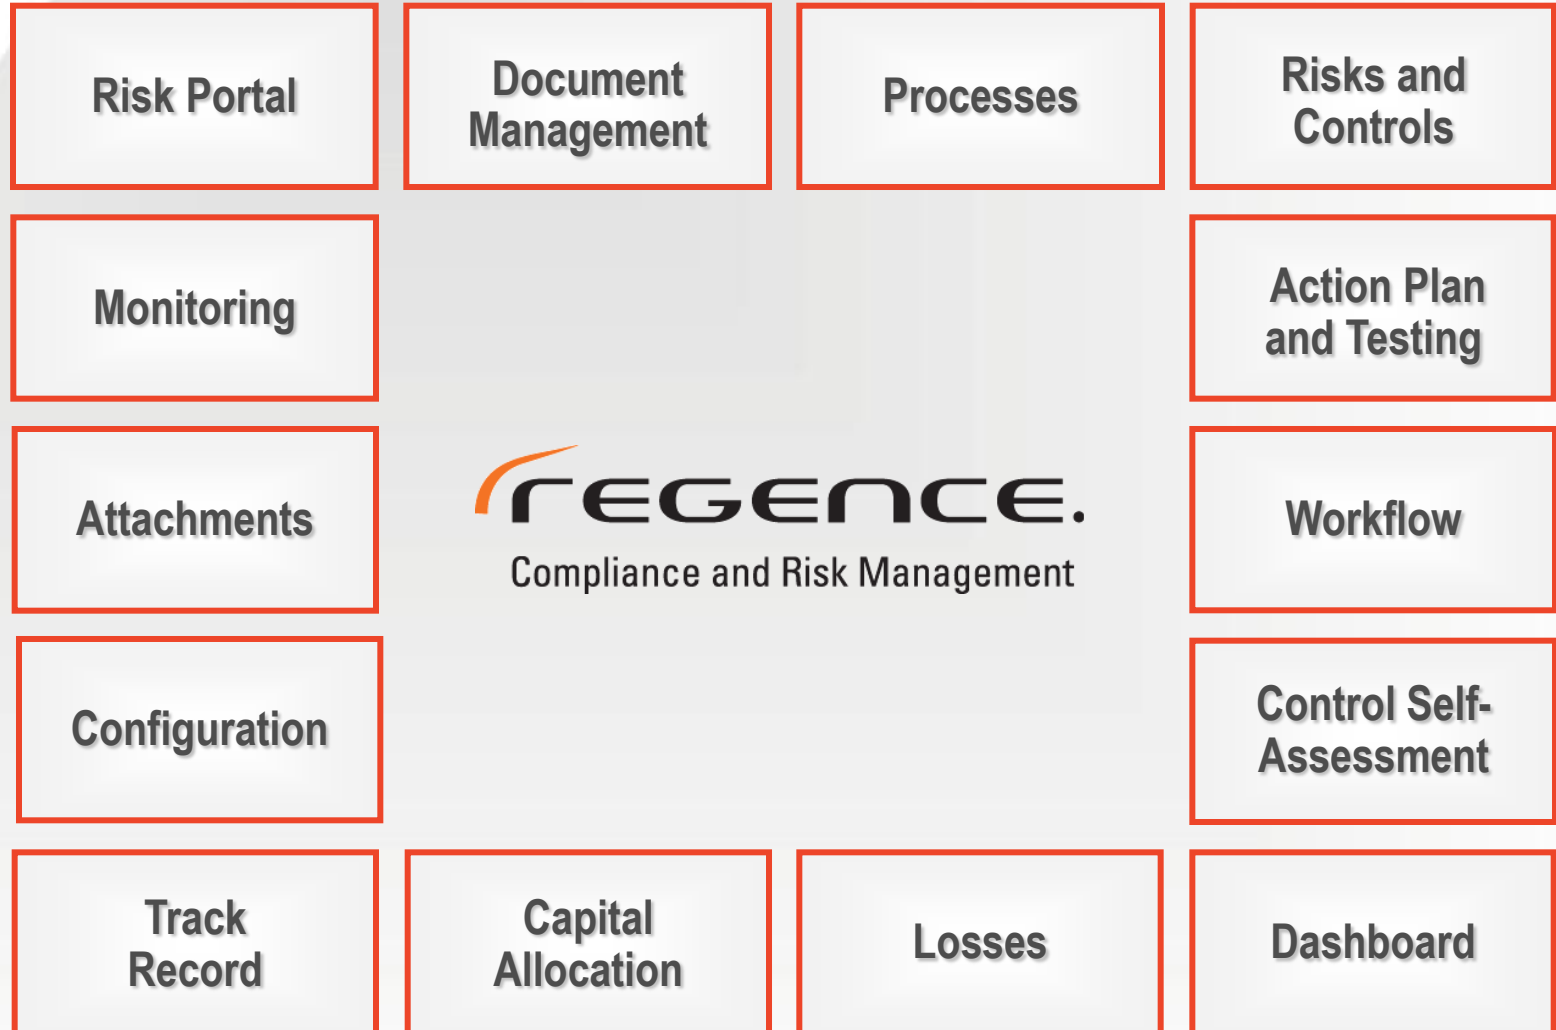 Risk Portal
Document
Management
Processes
Risks and
Controls
Monitoring
Action Plan
and Testing
Attachments
regence.
Compliance and Risk Management
Workflow
Configuration
Control Self-
Assessment
Track
Record
Capital
Allocation
Losses
Dashboard